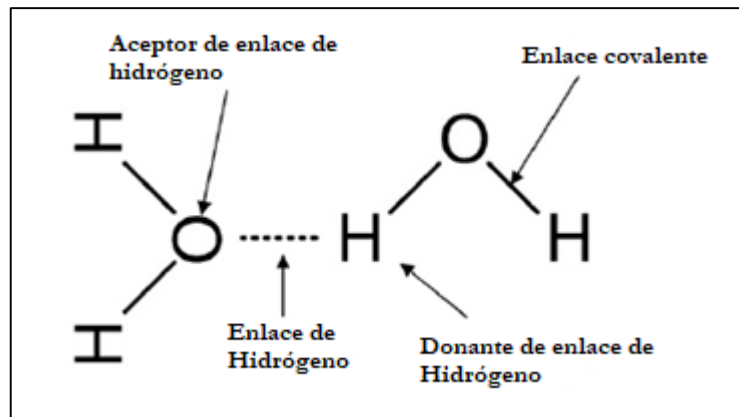 Aceptor de enlace de
hidrógeno
Enlace covalente
H
O
O
H
H
H
Enlace de
Hidrógeno
Donante de enlace de
Hidrógeno